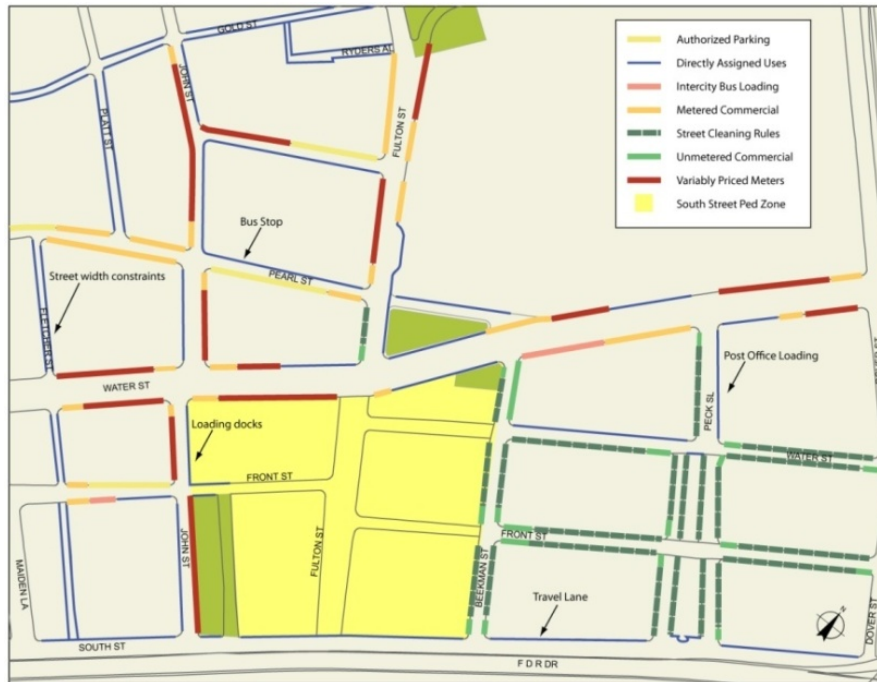 GOLD ST
RYDERS AL
JOHN ST
PLATT ST
FULTON ST
Authorized Parking
Directly Assigned Uses
Intercity Bus Loading
Metered Commercial
Street Cleaning Rules
Unmetered Commercial
Variably Priced Meters
South Street Ped Zone
Bus Stop
PEARL ST
Street width constraints
FLETCHER ST
WATER ST
Post Office Loading
PECK SL
Loading docks
WATER ST
FRONT ST
FRONT ST
MAIDEN LA
JOHN ST
FULTON ST
BEEKMAN ST
Travel Lane
N
DOVER ST
SOUTH ST
F D R DR